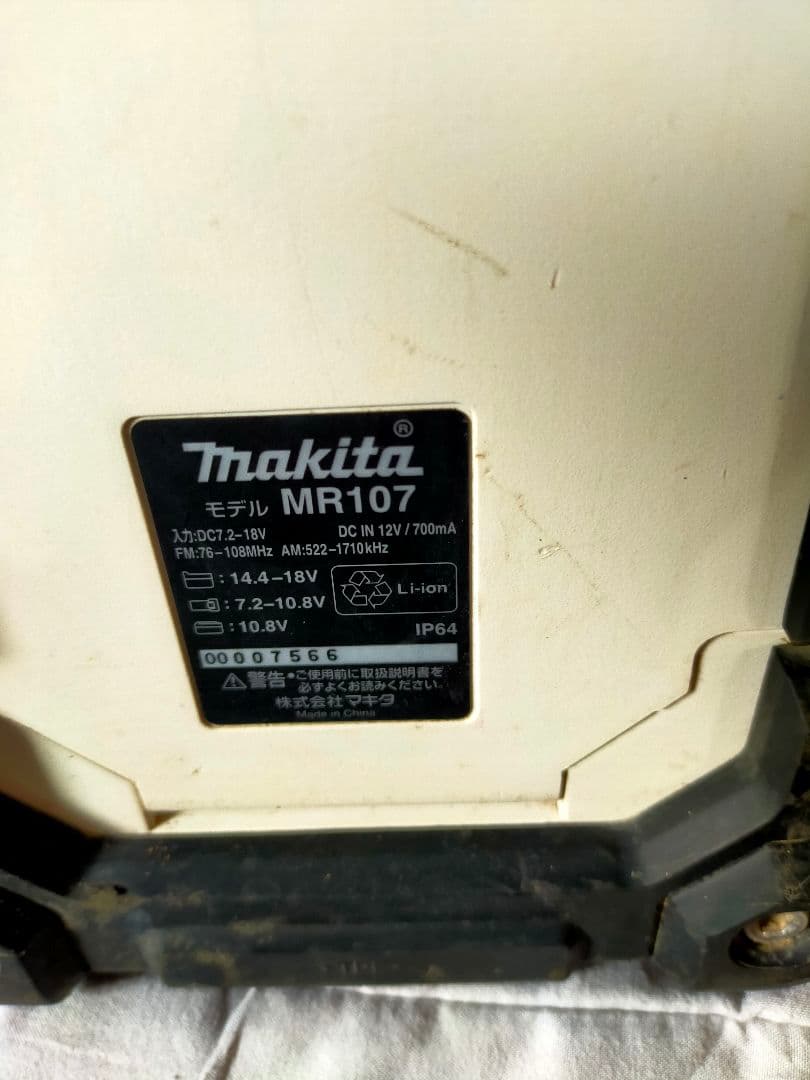 makita®
モデル MR107
入力:DC7.2-18V DC IN 12V / 700mA
FM:76-108MHz AM:522-1710kHz
: 14.4-18V
: 7.2-10.8V
Li-ion
: 10.8V
IP64
00007566
警告 •ご使用前に取扱説明書を
必ずよくお読みください。
株式会社マキタ
Made in China